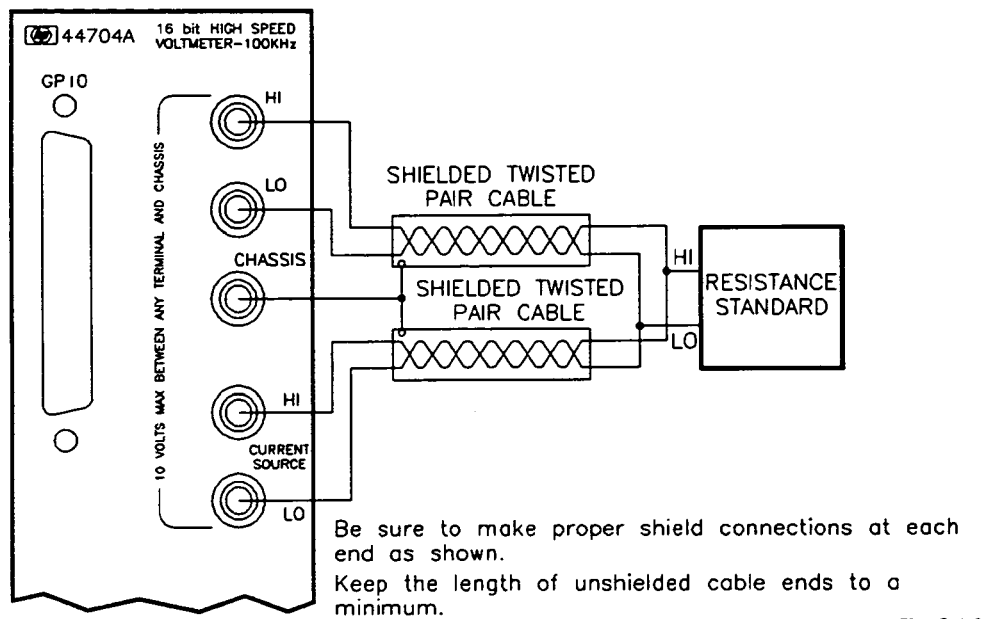 hp 44704A
16 bit HIGH SPEED
VOLTMETER-100KHz
GPIO
10 VOLTS MAX BETWEEN ANY TERMINAL AND CHASSIS
HI
LO
CHASSIS
HI
CURRENT
SOURCE
LO
SHIELDED TWISTED
PAIR CABLE
SHIELDED TWISTED
PAIR CABLE
HI
LO
RESISTANCE
STANDARD
Be sure to make proper shield connections at each
end as shown.
Keep the length of unshielded cable ends to a
minimum.